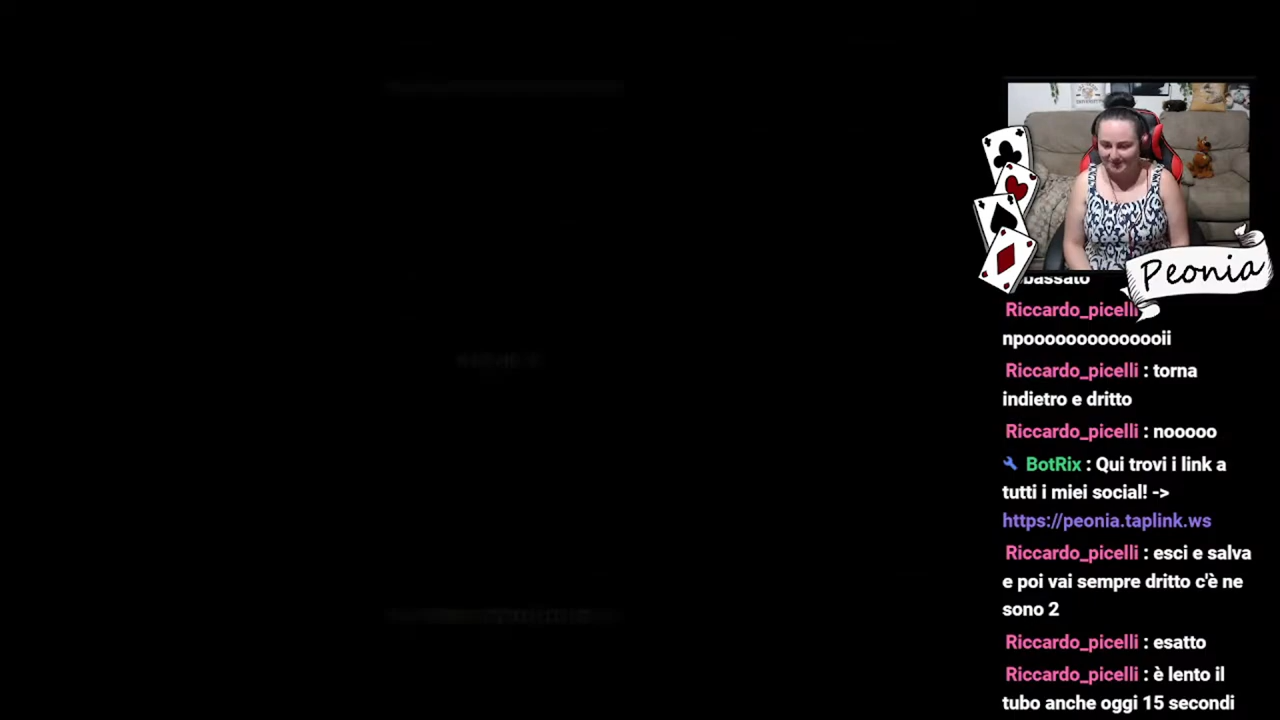 Peonia
bassato
Riccardo_picelli
npooooooooooooooii
Riccardo_picelli : torna
indietro e dritto
Riccardo_picelli : nooooo
BotRix : Qui trovi i link a
tutti i miei social! ->
https://peonia.taplink.ws
Riccardo_picelli : esci e salva
e poi vai sempre dritto c'è ne
sono 2
Riccardo_picelli : esatto
Riccardo_picelli : è lento il
tubo anche oggi 15 secondi